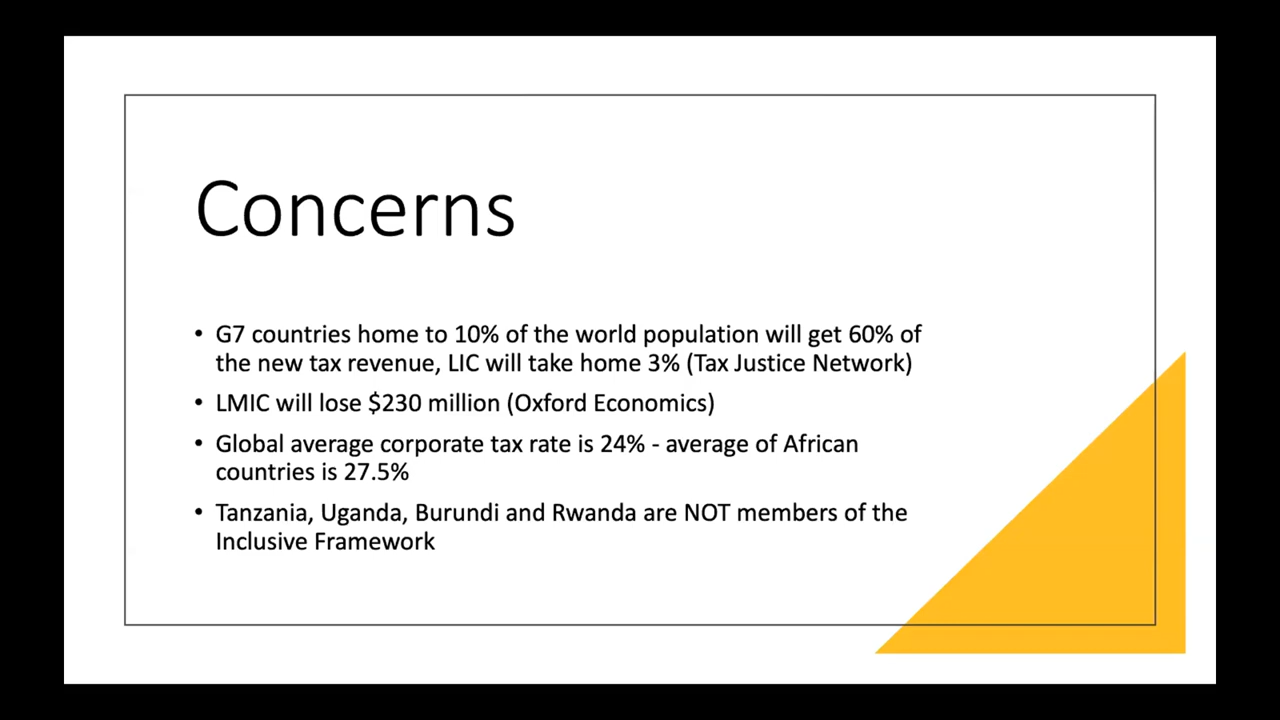 Concerns
• G7 countries home to 10% of the world population will get 60% of
the new tax revenue, LIC will take home 3% (Tax Justice Network)
• LMIC will lose $230 million (Oxford Economics)
• Global average corporate tax rate is 24% - average of African
countries is 27.5%
• Tanzania, Uganda, Burundi and Rwanda are NOT members of the
Inclusive Framework